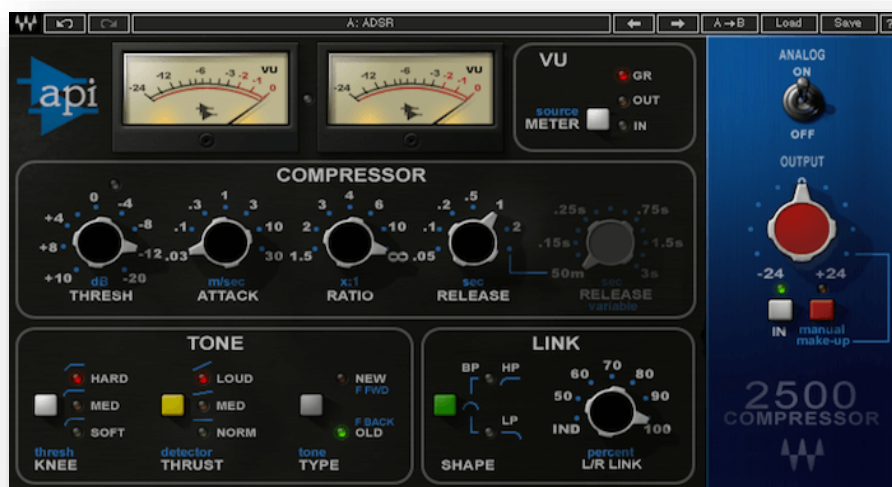 A: ADSR
A→B
Load
Save
?
api
-24 -12 -6 -3 -2 -1 0
VU
-24 -12 -6 -3 -2 -1 0
VU
VU
source
METER
GR
OUT
IN
ANALOG
ON
OFF
OUTPUT
0
-24 +24
IN
manual
make-up
2500
COMPRESSOR
COMPRESSOR
+10 +8 +4 0 -4 -8 -12 -20
dB
THRESH
.03 .1 .3 1 3 10 30
m/sec
ATTACK
1.5 2 3 4 6 10 ∞
x:1
RATIO
.05 .1 .2 .5 1 2
sec
RELEASE
50m .15s .25s .75s 1.5s 3s
sec
RELEASE
variable
TONE
HARD
MED
SOFT
thresh
KNEE
LOUD
MED
NORM
detector
THRUST
NEW
F FWD
F BACK
OLD
tone
TYPE
LINK
BP HP
LP
SHAPE
IND 50 60 70 80 90 100
percent
L/R LINK